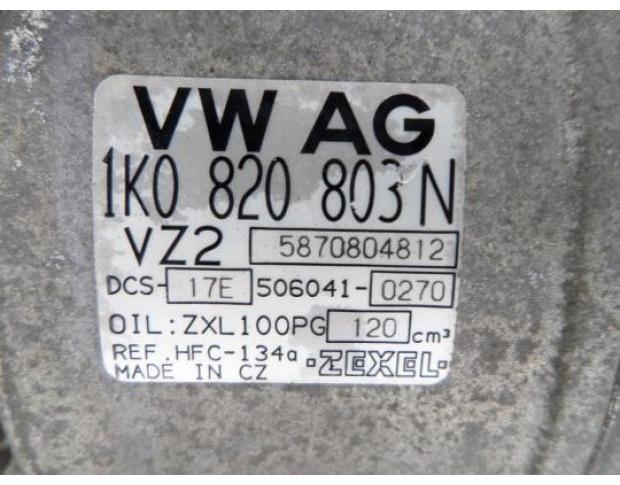 VW AG
1K0 820 803 N
VZ2 5870804812
DCS-17E 506041-0270
OIL:ZXL100PG 120 cm³
REF.HFC-134a
MADE IN CZ ·ZEXEL·